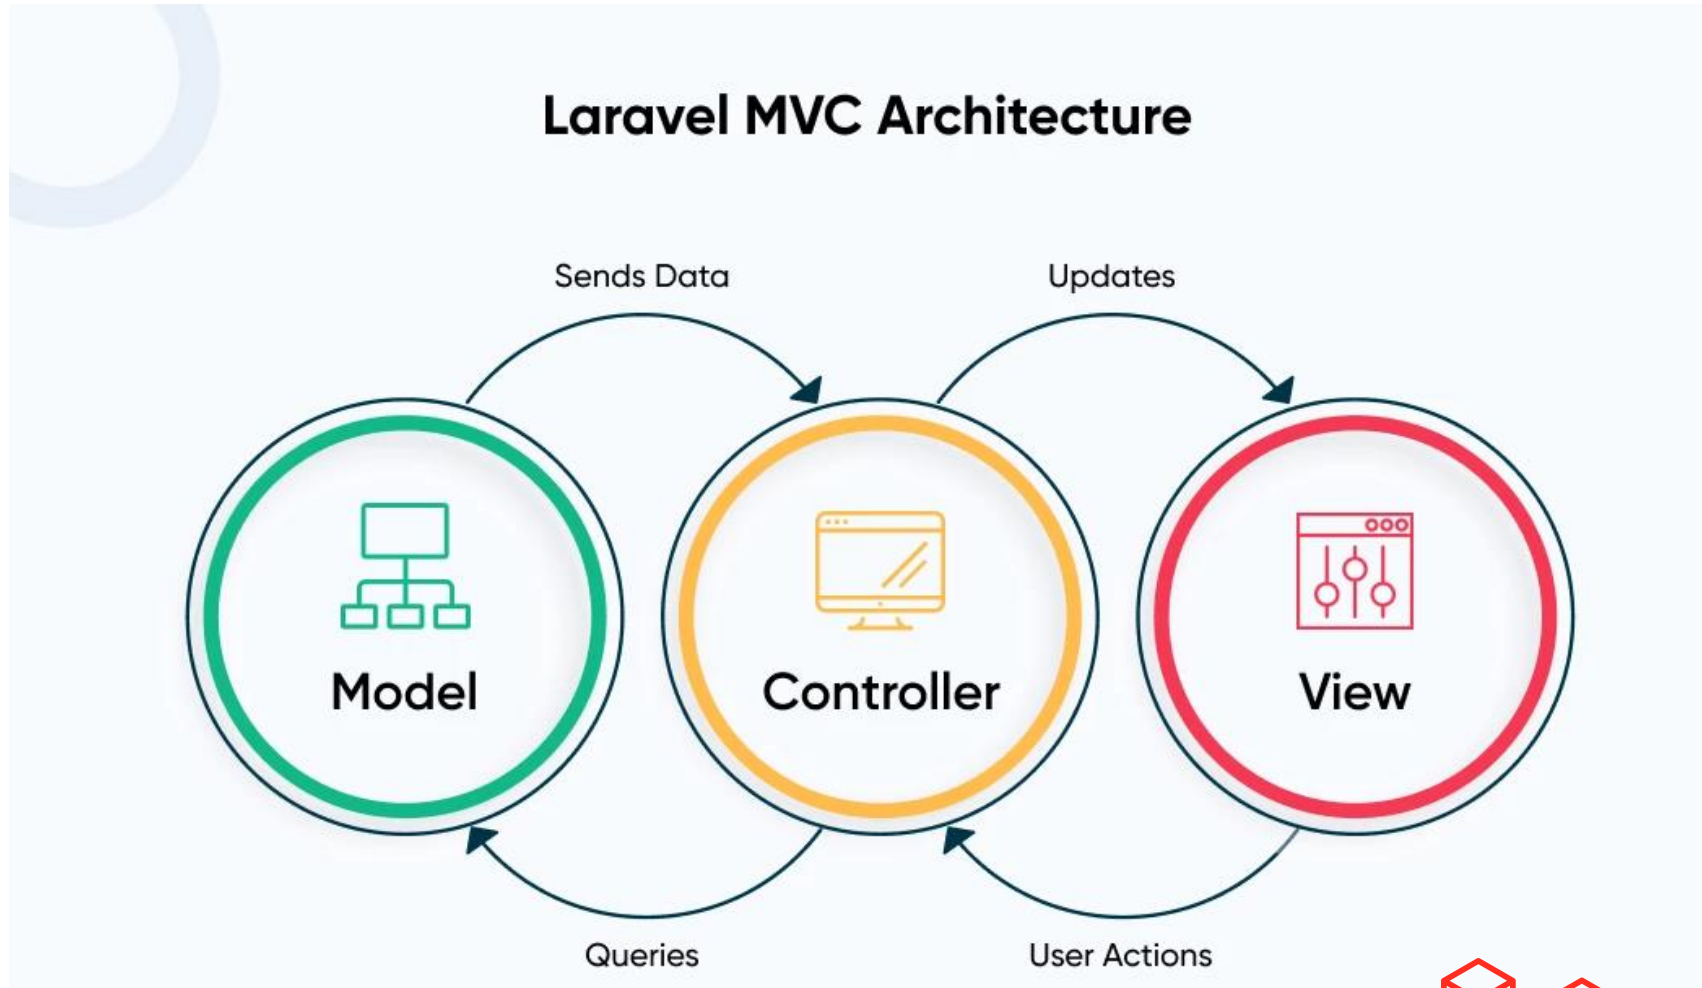 Laravel MVC Architecture
Sends Data
Updates
Model
Controller
View
Queries
User Actions